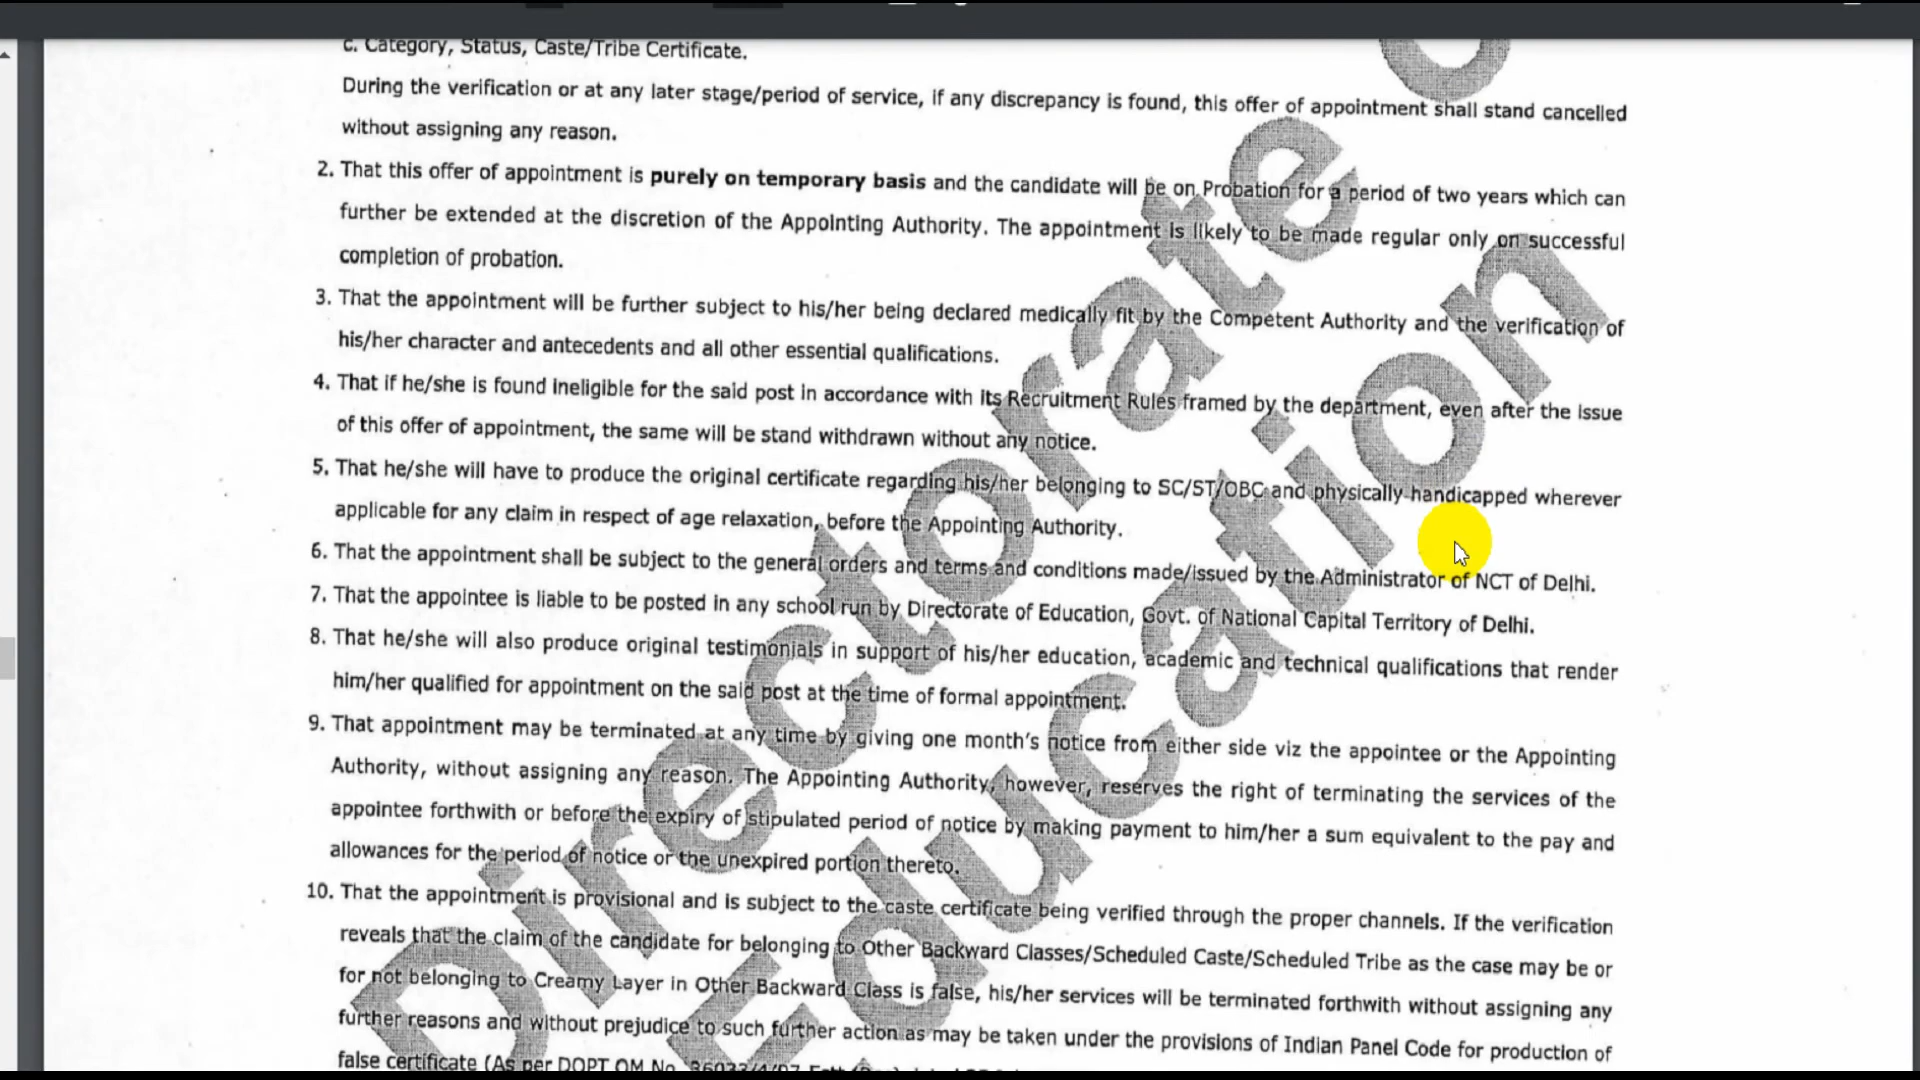 c. Category, Status, Caste/Tribe Certificate.
During the verification or at any later stage/period of service, if any discrepancy is found, this offer of appointment shall stand cancelled
without assigning any reason.
2. That this offer of appointment is purely on temporary basis and the candidate will be on Probation for a period of two years which can
further be extended at the discretion of the Appointing Authority. The appointment is likely to be made regular only on successful
completion of probation.
3. That the appointment will be further subject to his/her being declared medically fit by the Competent Authority and the verification of
his/her character and antecedents and all other essential qualifications.
4. That if he/she is found ineligible for the said post in accordance with its Recruitment Rules framed by the department, even after the issue
of this offer of appointment, the same will be stand withdrawn without any notice.
5. That he/she will have to produce the original certificate regarding his/her belonging to SC/ST/OBC and physically handicapped wherever
applicable for any claim in respect of age relaxation, before the Appointing Authority.
6. That the appointment shall be subject to the general orders and terms and conditions made/issued by the Administrator of NCT of Delhi.
7. That the appointee is liable to be posted in any school run by Directorate of Education, Govt. of National Capital Territory of Delhi.
8. That he/she will also produce original testimonials in support of his/her education, academic and technical qualifications that render
him/her qualified for appointment on the said post at the time of formal appointment.
9. That appointment may be terminated at any time by giving one month's notice from either side viz the appointee or the Appointing
Authority, without assigning any reason. The Appointing Authority, however, reserves the right of terminating the services of the
appointee forthwith or before the expiry of stipulated period of notice by making payment to him/her a sum equivalent to the pay and
allowances for the period of notice or the unexpired portion thereto.
10. That the appointment is provisional and is subject to the caste certificate being verified through the proper channels. If the verification
reveals that the claim of the candidate for belonging to Other Backward Classes/Scheduled Caste/Scheduled Tribe as the case may be or
for not belonging to Creamy Layer in Other Backward Class is false, his/her services will be terminated forthwith without assigning any
further reasons and without prejudice to such further action as may be taken under the provisions of Indian Panel Code for production of
false certificate (As per DOPT OM No.
Directorate
Education